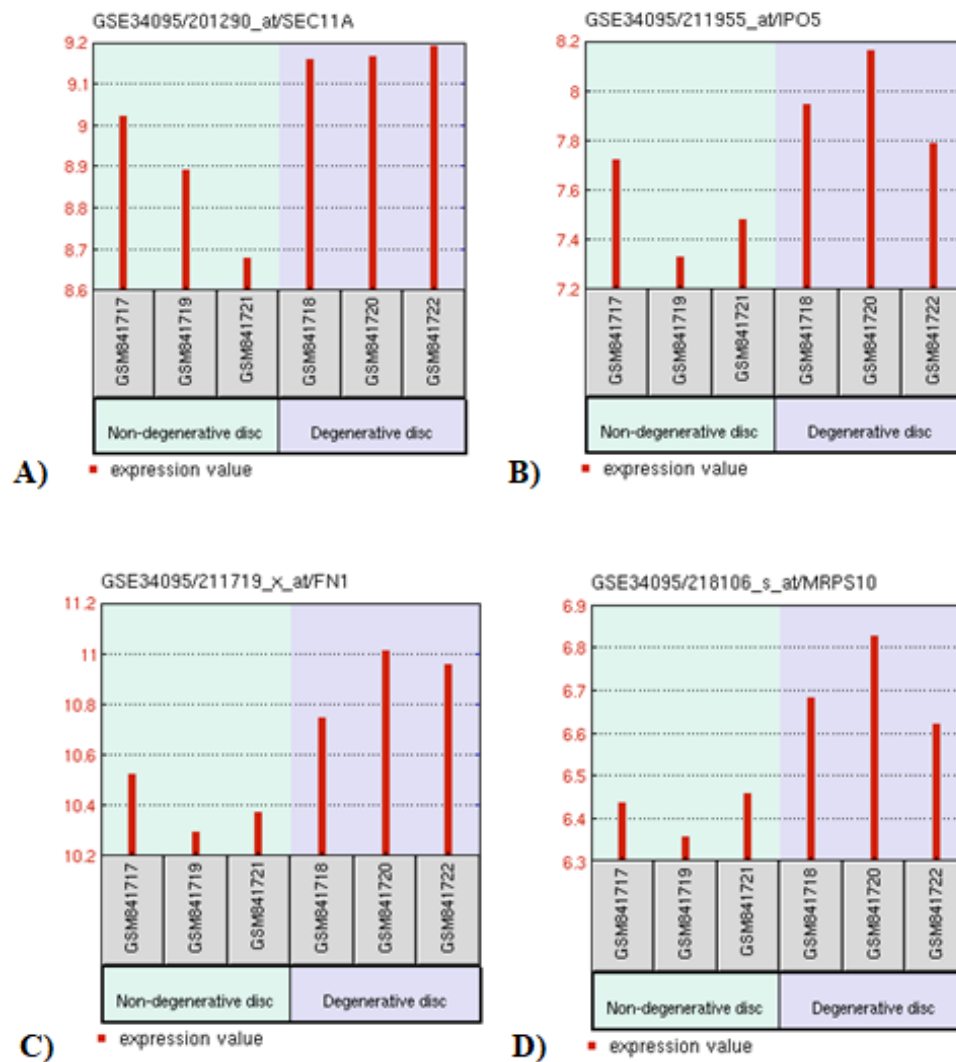 GSE34095/201290_at/SEC11A
9.2
9.1
9
8.9
8.8
8.7
8.6
GSM841717
GSM841719
GSM841721
GSM841718
GSM841720
GSM841722
Non-degenerative disc
Degenerative disc
A)
expression value
GSE34095/211955_at/IPO5
8.2
8
7.8
7.6
7.4
7.2
GSM841717
GSM841719
GSM841721
GSM841718
GSM841720
GSM841722
Non-degenerative disc
Degenerative disc
B)
expression value
GSE34095/211719_x_at/FN1
11.2
11
10.8
10.6
10.4
10.2
GSM841717
GSM841719
GSM841721
GSM841718
GSM841720
GSM841722
Non-degenerative disc
Degenerative disc
C)
expression value
GSE34095/218106_s_at/MRPS10
6.9
6.8
6.7
6.6
6.5
6.4
6.3
GSM841717
GSM841719
GSM841721
GSM841718
GSM841720
GSM841722
Non-degenerative disc
Degenerative disc
D)
expression value